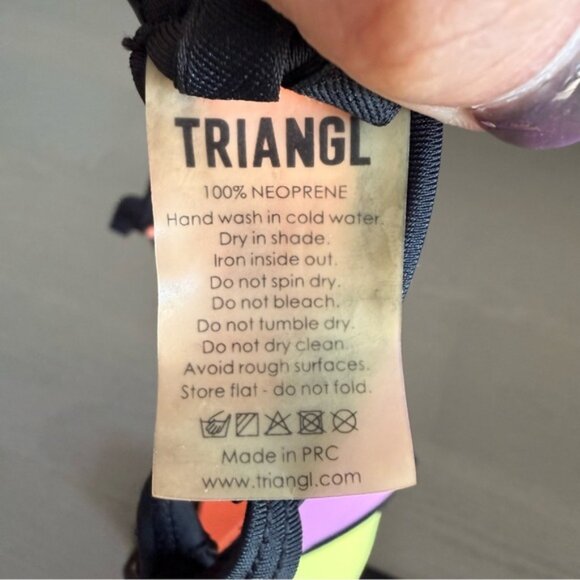 TRIANGL
100% NEOPRENE
Hand wash in cold water.
Dry in shade.
Iron inside out.
Do not spin dry.
Do not bleach.
Do not tumble dry.
Do not dry clean.
Avoid rough surfaces.
Store flat - do not fold.
Made in PRC
www.triangl.com